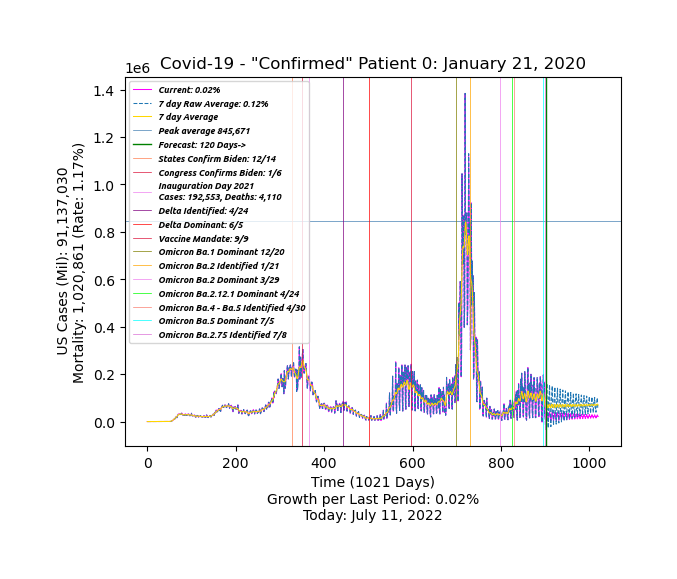 Covid-19 - "Confirmed" Patient 0: January 21, 2020
1e6
1.4
1.2
1.0
0.8
0.6
0.4
0.2
0.0
US Cases (Mil): 91,137,030
Mortality: 1,020,861 (Rate: 1.17%)
Current: 0.02%
7 day Raw Average: 0.12%
7 day Average
Peak average 845,671
Forecast: 120 Days->
States Confirm Biden: 12/14
Congress Confirms Biden: 1/6
Inauguration Day 2021
Cases: 192,553, Deaths: 4,110
Delta Identified: 4/24
Delta Dominant: 6/5
Vaccine Mandate: 9/9
Omicron Ba.1 Dominant 12/20
Omicron Ba.2 Identified 1/21
Omicron Ba.2 Dominant 3/29
Omicron Ba.2.12.1 Dominant 4/24
Omicron Ba.4 - Ba.5 Identified 4/30
Omicron Ba.5 Dominant 7/5
Omicron Ba.2.75 Identified 7/8
0 200 400 600 800 1000
Time (1021 Days)
Growth per Last Period: 0.02%
Today: July 11, 2022